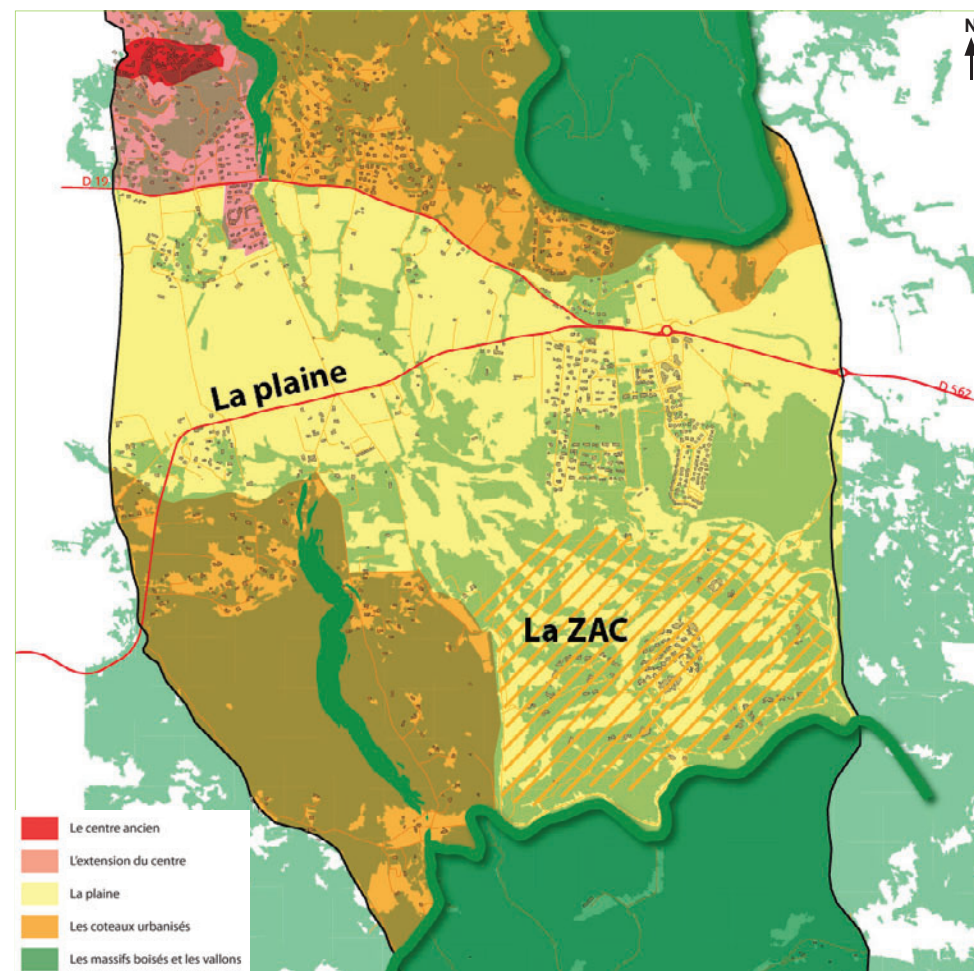 N
D 19
La plaine
D 562
La ZAC
Le centre ancien
L'extension du centre
La plaine
Les coteaux urbanisés
Les massifs boisés et les vallons